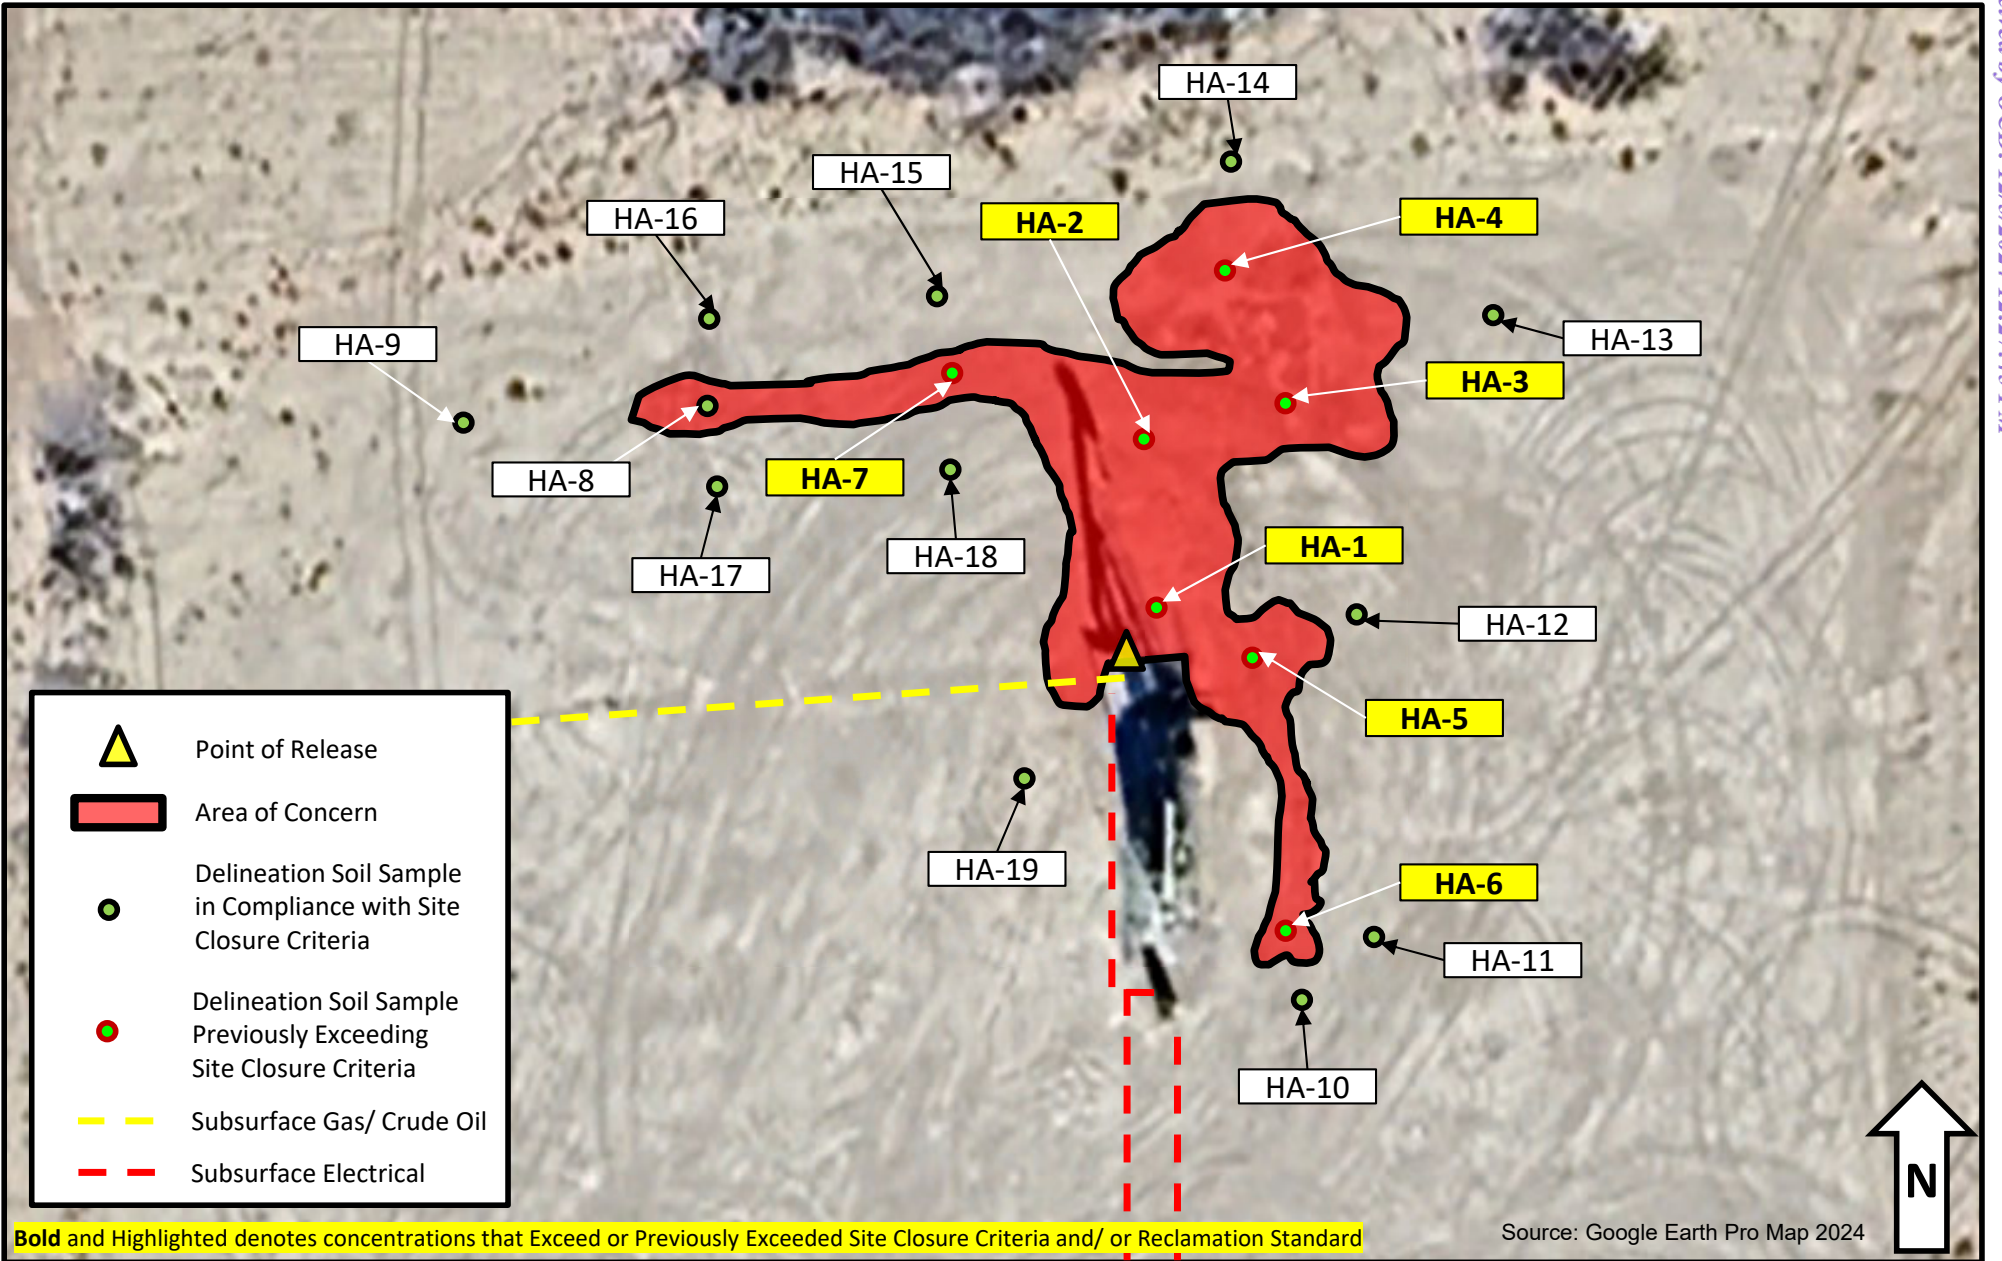 HA-14
HA-15
HA-16
HA-2
HA-4
HA-9
HA-13
HA-3
HA-8
HA-7
HA-18
HA-17
HA-1
HA-12
HA-5
HA-19
HA-6
HA-11
HA-10
Point of Release
Area of Concern
Delineation Soil Sample
in Compliance with Site
Closure Criteria
Delineation Soil Sample
Previously Exceeding
Site Closure Criteria
Subsurface Gas/ Crude Oil
Subsurface Electrical
N
Bold and Highlighted denotes concentrations that Exceed or Previously Exceeded Site Closure Criteria and/ or Reclamation Standard
Source: Google Earth Pro Map 2024